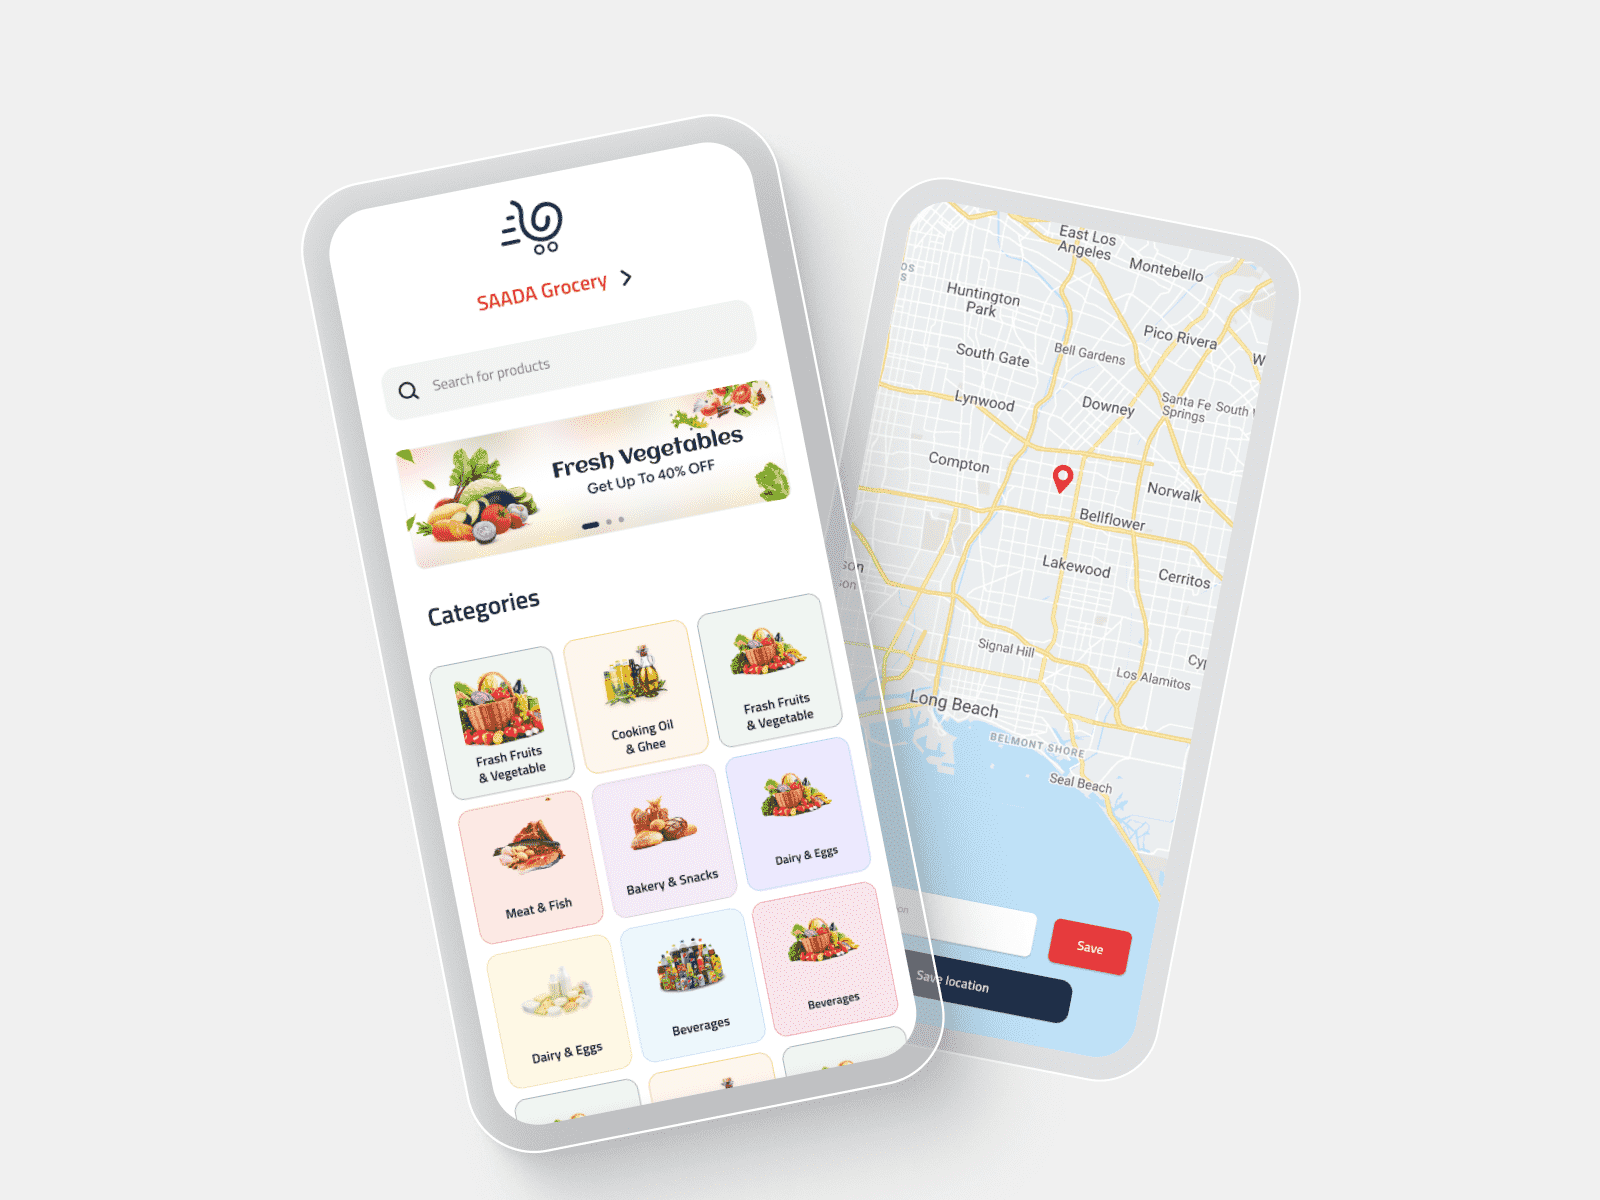 SAADA Grocery
Search for products
Fresh Vegetables
Get Up To 40% OFF
Categories
Frash Fruits
& Vegetable
Cooking Oil
& Ghee
Frash Fruits
& Vegetable
Meat & Fish
Bakery & Snacks
Dairy & Eggs
Dairy & Eggs
Beverages
Beverages
East Los
Angeles
Montebello
Huntington
Park
Pico Rivera
South Gate
Bell Gardens
W
Lynwood
Downey
Santa Fe
Springs
South
Compton
Norwalk
Bellflower
Lakewood
Cerritos
Signal Hill
Los Alamitos
Long Beach
BELMONT SHORE
Seal Beach
Save
Save location